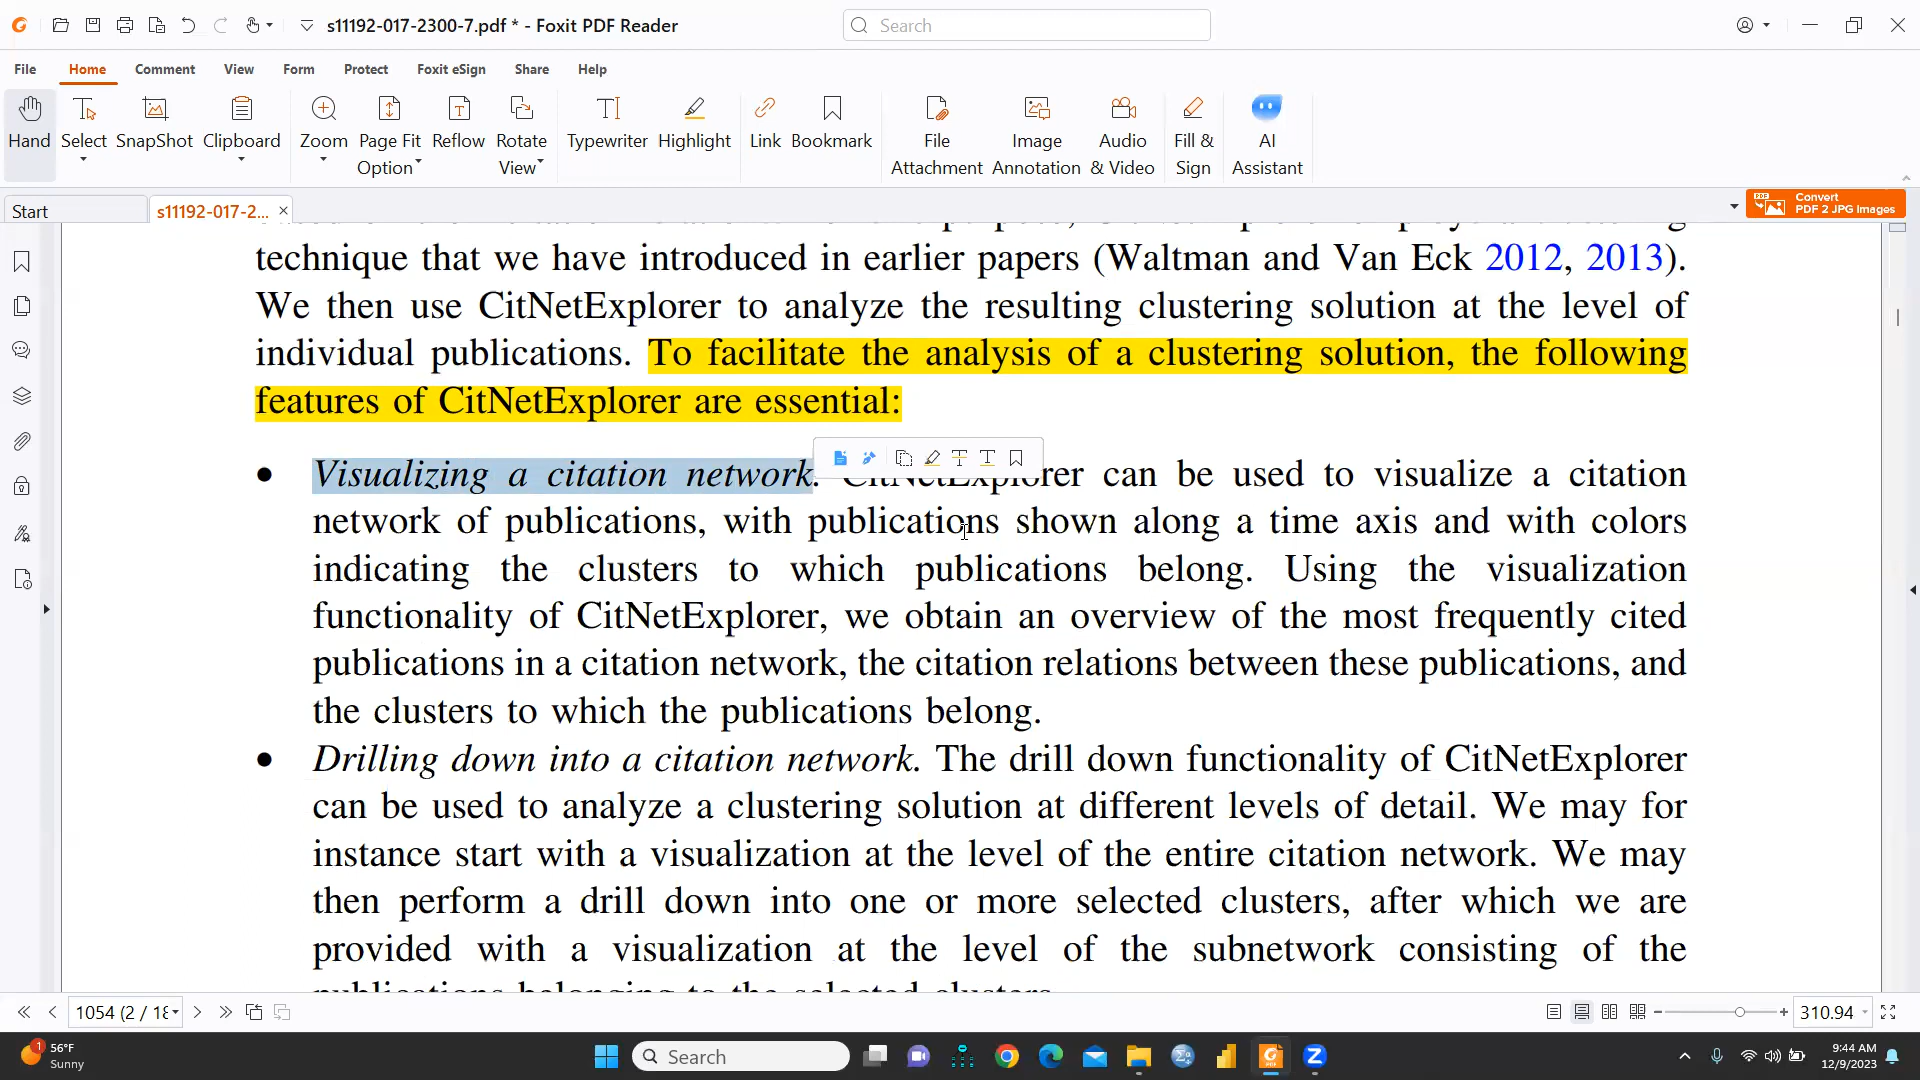 s11192-017-2300-7.pdf * - Foxit PDF Reader
Search
File Home Comment View Form Protect Foxit eSign Share Help
Hand Select SnapShot Clipboard Zoom Page Fit Option Reflow Rotate View Typewriter Highlight Link Bookmark File Attachment Image Annotation Audio & Video Fill & Sign AI Assistant
Start s11192-017-2...
Convert
PDF 2 JPG Images
technique that we have introduced in earlier papers (Waltman and Van Eck 2012, 2013).
We then use CitNetExplorer to analyze the resulting clustering solution at the level of
individual publications. To facilitate the analysis of a clustering solution, the following
features of CitNetExplorer are essential:
• Visualizing a citation network. CitNetExplorer can be used to visualize a citation
network of publications, with publications shown along a time axis and with colors
indicating the clusters to which publications belong. Using the visualization
functionality of CitNetExplorer, we obtain an overview of the most frequently cited
publications in a citation network, the citation relations between these publications, and
the clusters to which the publications belong.
• Drilling down into a citation network. The drill down functionality of CitNetExplorer
can be used to analyze a clustering solution at different levels of detail. We may for
instance start with a visualization at the level of the entire citation network. We may
then perform a drill down into one or more selected clusters, after which we are
provided with a visualization at the level of the subnetwork consisting of the
publications belonging to the selected clusters.
1054 (2 / 18
310.94
1
56°F
Sunny
Search
9:44 AM
12/9/2023